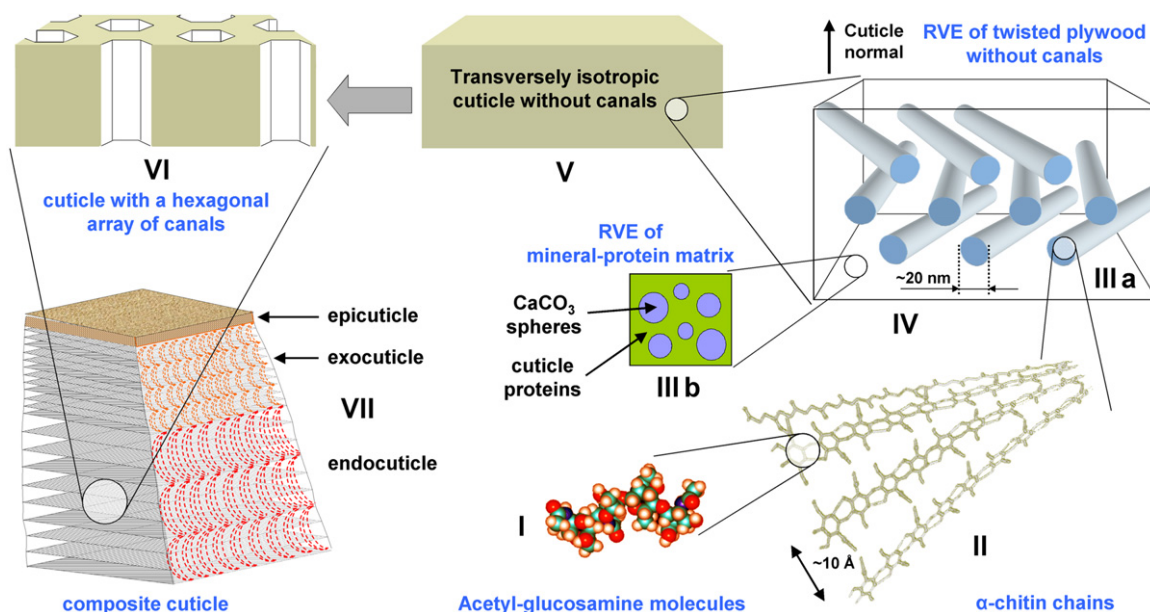 Cuticle
normal
RVE of twisted plywood
without canals
Transversely isotropic
cuticle without canals
VI
V
cuticle with a hexagonal
array of canals
RVE of
mineral-protein matrix
CaCO₃
spheres
cuticle
proteins
III b
~20 nm
III a
IV
epicuticle
exocuticle
VII
endocuticle
composite cuticle
I
Acetyl-glucosamine molecules
~10 Å
II
α-chitin chains